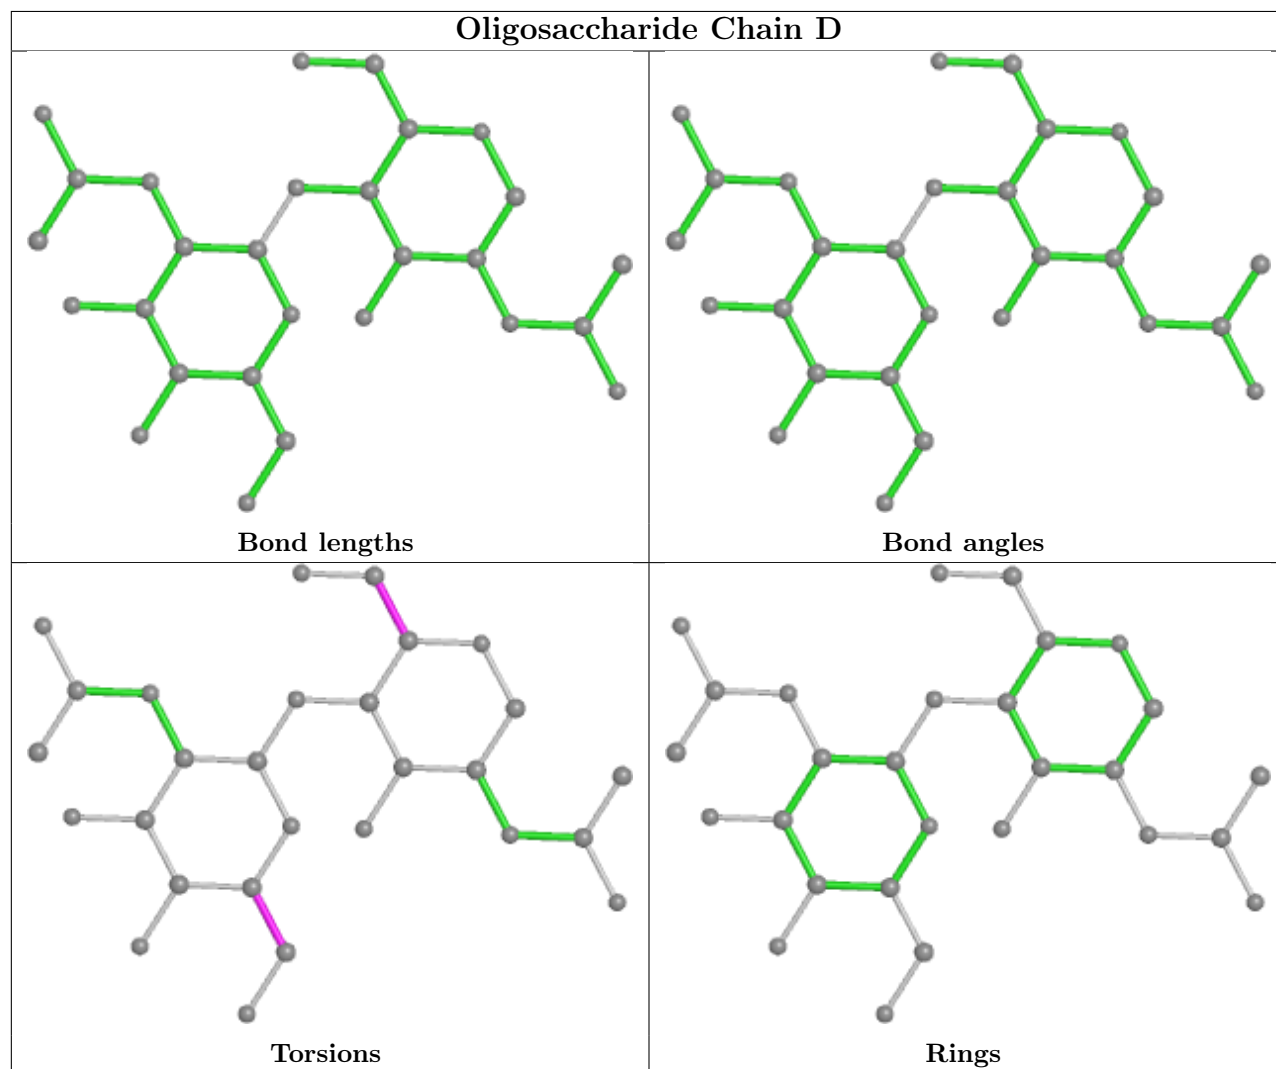 Oligosaccharide Chain D
Bond lengths
Bond angles
Torsions
Rings